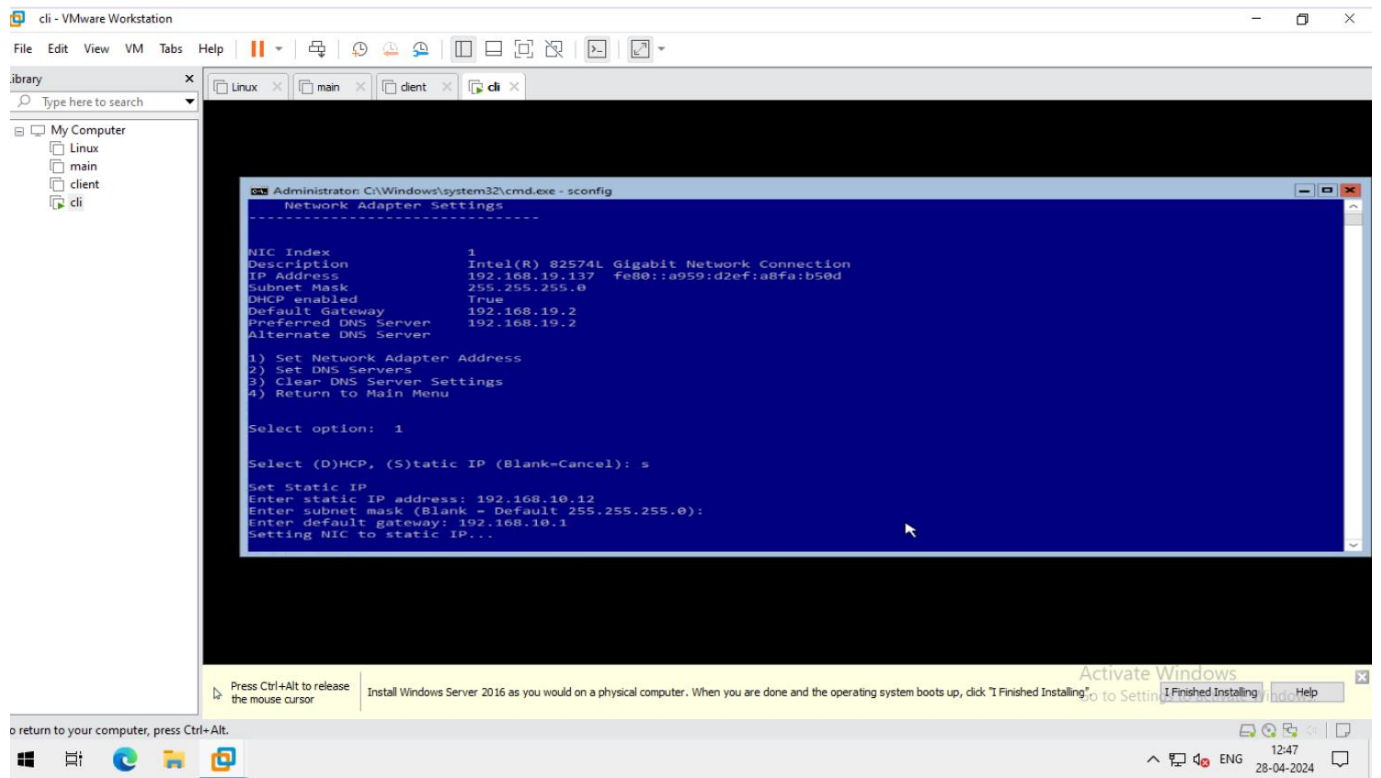 cli - VMware Workstation
File Edit View VM Tabs Help
Library
Type here to search
My Computer
Linux
main
client
cli
Linux
main
client
cli
Administrator: C:\Windows\system32\cmd.exe - sconfig
Network Adapter Settings
--------------------------------
NIC Index 1
Description Intel(R) 82574L Gigabit Network Connection
IP Address 192.168.19.137 fe80::a959:d2ef:a8fa:b50d
Subnet Mask 255.255.255.0
DHCP enabled True
Default Gateway 192.168.19.2
Preferred DNS Server 192.168.19.2
Alternate DNS Server
1) Set Network Adapter Address
2) Set DNS Servers
3) Clear DNS Server Settings
4) Return to Main Menu
Select option: 1
Select (D)HCP, (S)tatic IP (Blank=Cancel): s
Set Static IP
Enter static IP address: 192.168.10.12
Enter subnet mask (Blank = Default 255.255.255.0):
Enter default gateway: 192.168.10.1
Setting NIC to static IP...
Activate Windows
Go to Settings to activate Windows.
Press Ctrl+Alt to release
the mouse cursor
Install Windows Server 2016 as you would on a physical computer. When you are done and the operating system boots up, click "I Finished Installing".
I Finished Installing
Help
o return to your computer, press Ctrl+Alt.
ENG
12:47
28-04-2024